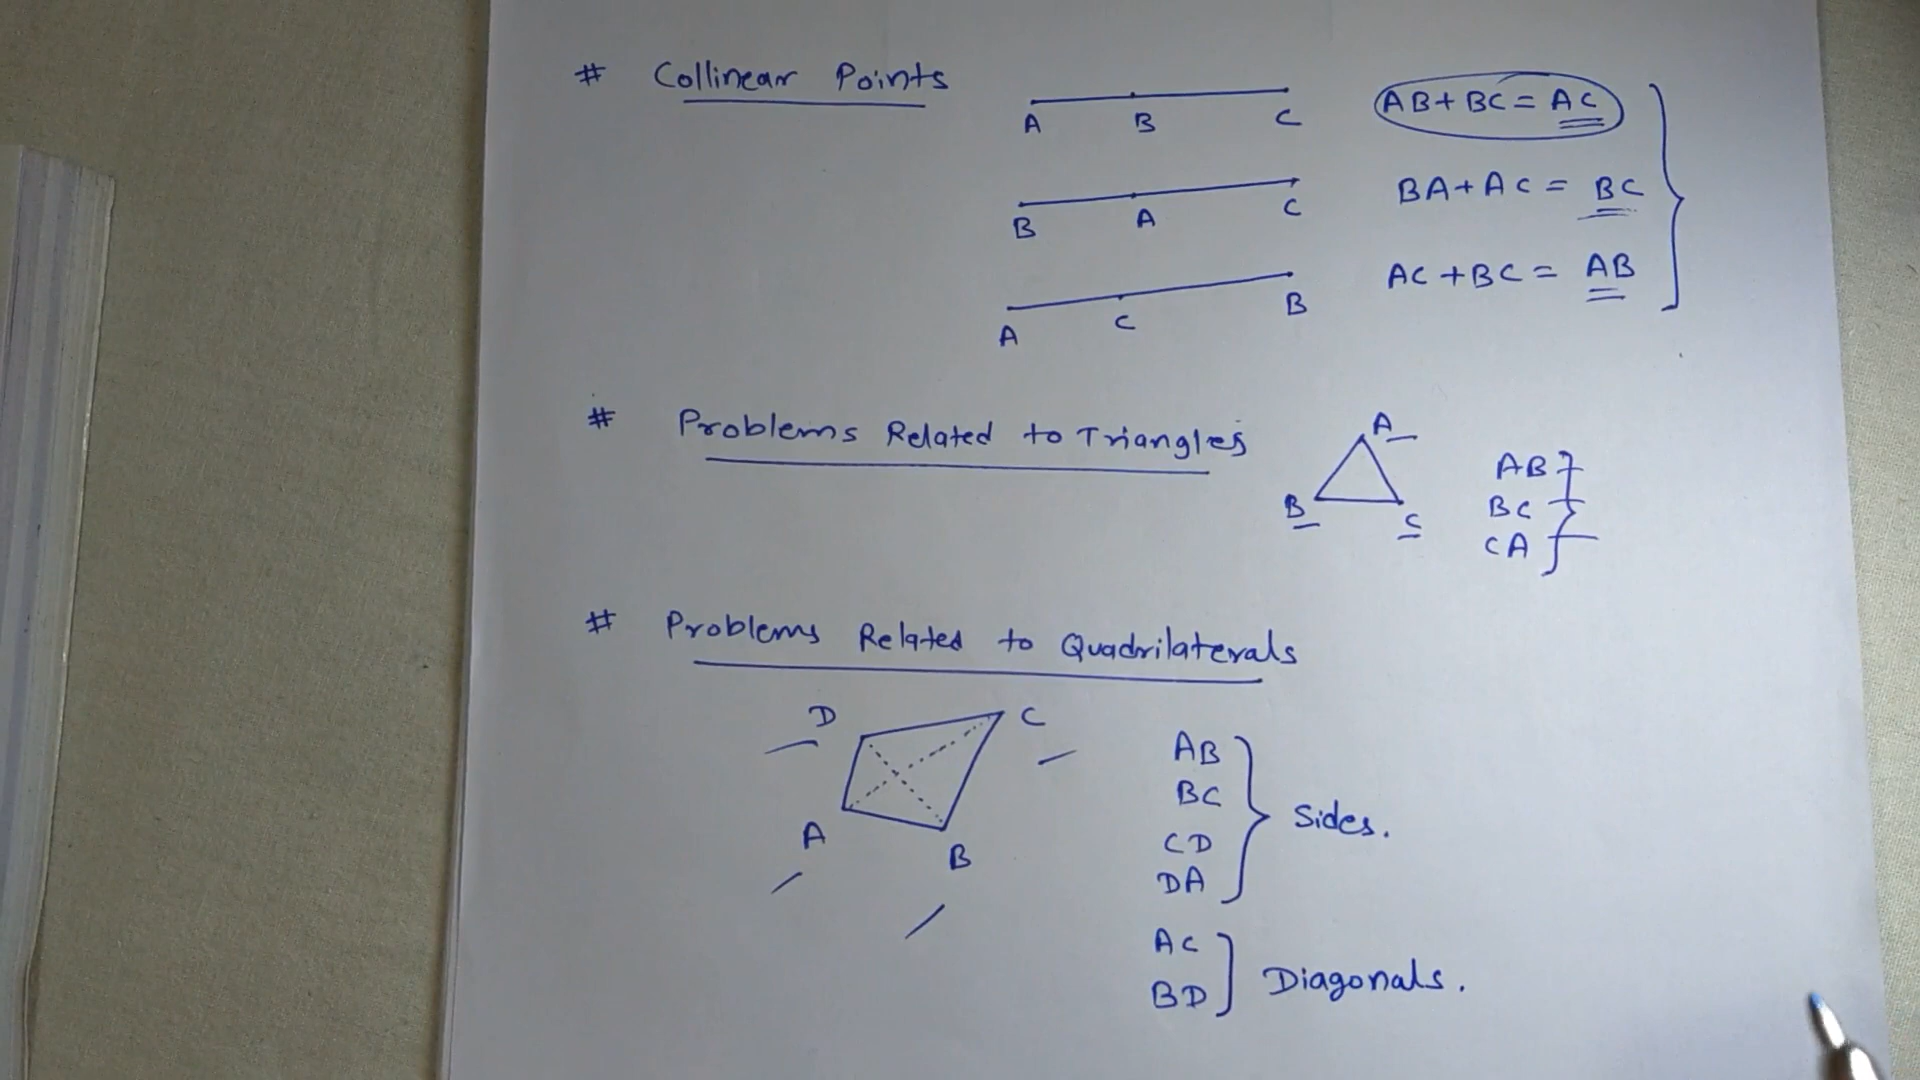 # Collinear Points
A B C AB + BC = AC
B A C BA + AC = BC
A C B AC + BC = AB
# Problems Related to Triangles
A
B C
AB
BC
CA
# Problems Related to Quadrilaterals
D C
A B
AB
BC
CD
DA
Sides.
AC
BD
Diagonals.